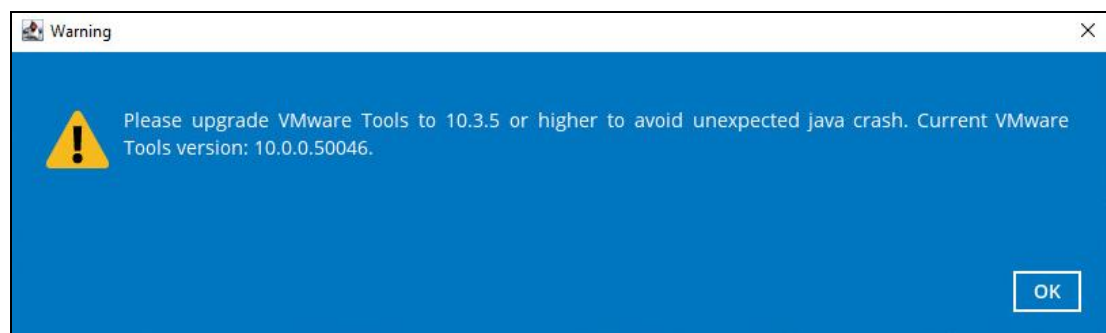 Warning
Please upgrade VMware Tools to 10.3.5 or higher to avoid unexpected java crash. Current VMware
Tools version: 10.0.0.50046.
OK